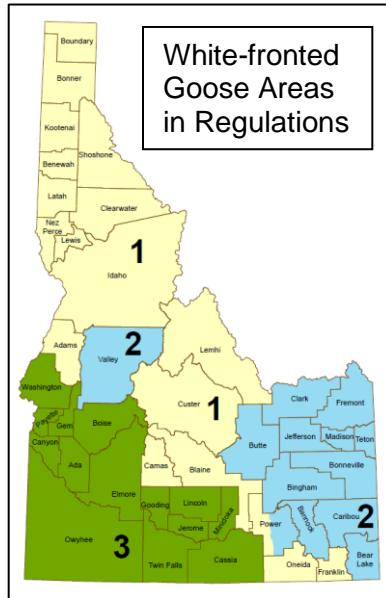 White-fronted
Goose Areas
in Regulations
Boundary
Bonner
Kootenai
Shoshone
Benewah
Latah
Clearwater
Nez
Perce
Lewis
1
Idaho
2
Adams
Valley
Lemhi
Washington
1
Custer
Clark
Fremont
Payette
Gem
Boise
Butte
Jefferson
Madison
Teton
Canyon
Camas
Blaine
Bonneville
Ada
Bingham
Elmore
Gooding
Lincoln
Minidoka
Power
Bannock
Caribou
2
Jerome
Owyhee
3
Twin Falls
Cassia
Oneida
Franklin
Bear
Lake